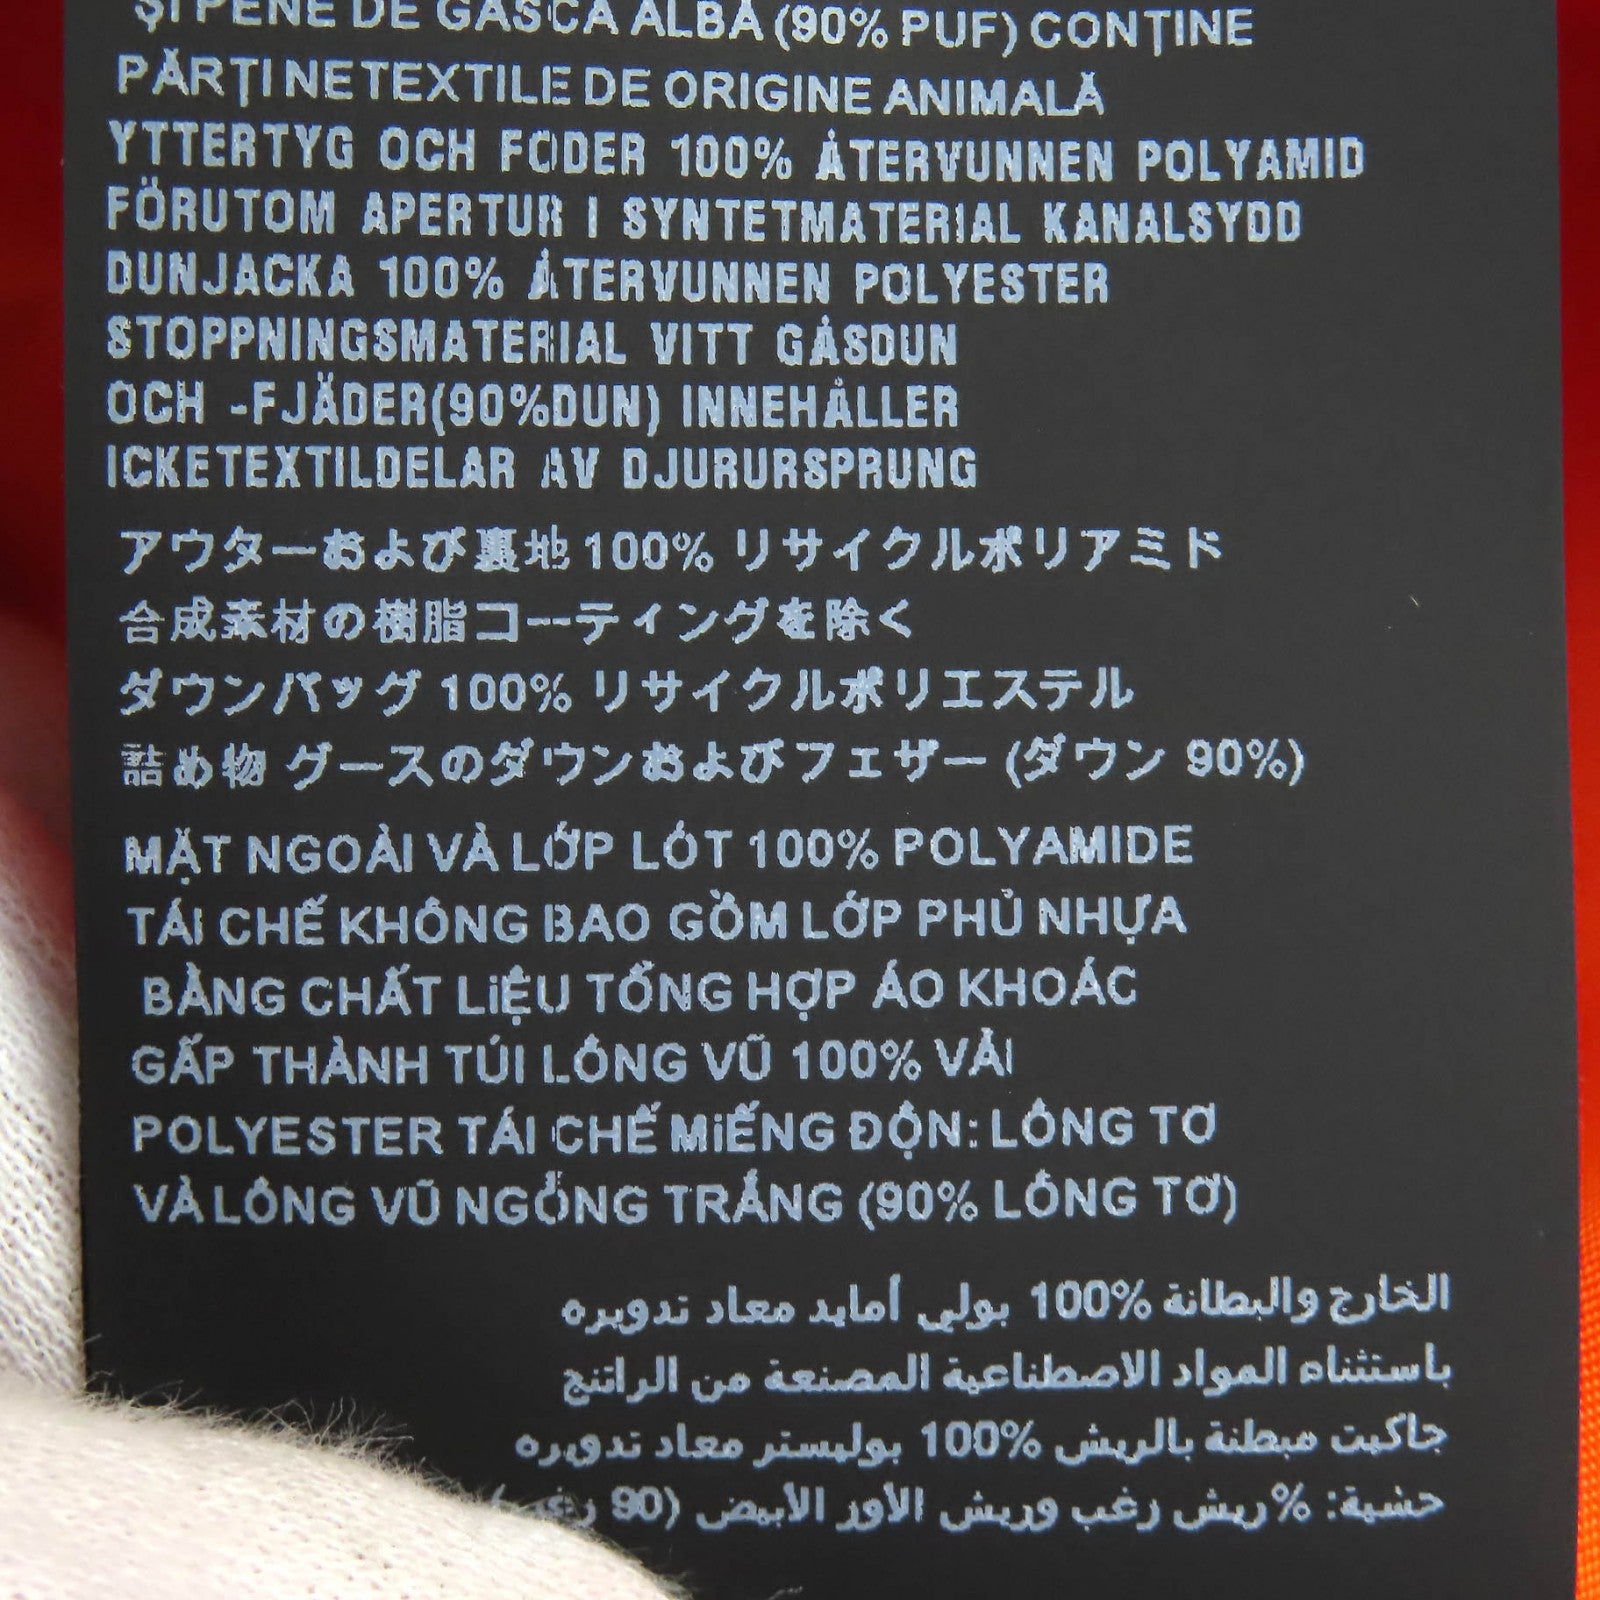 ȘI PENE DE GÂSCĂ ALBĂ (90% PUF) CONȚINE
PĂRȚI NETEXTILE DE ORIGINE ANIMALĂ
YTTERTYG OCH FODER 100% ÅTERVUNNEN POLYAMID
FÖRUTOM APERTUR I SYNTETMATERIAL KANALSYDD
DUNJACKA 100% ÅTERVUNNEN POLYESTER
STOPPNINGSMATERIAL VITT GÅSDUN
OCH -FJÄDER(90%DUN) INNEHÅLLER
ICKETEXTILDELAR AV DJURURSPRUNG
アウターおよび裏地 100% リサイクルポリアミド
合成素材の樹脂コーティングを除く
ダウンバッグ 100% リサイクルポリエステル
詰め物 グースのダウンおよびフェザー (ダウン 90%)
MẶT NGOÀI VÀ LỚP LÓT 100% POLYAMIDE
TÁI CHẾ KHÔNG BAO GỒM LỚP PHỦ NHỰA
BẰNG CHẤT LiỆU TỔNG HỢP ÁO KHOÁC
GẤP THÀNH TÚI LÔNG VŨ 100% VẢI
POLYESTER TÁI CHẾ MiẾNG ĐỘN: LÔNG TƠ
VÀ LÔNG VŨ NGỖNG TRẮNG (90% LÔNG TƠ)
الخارج والبطانة 100% بولي أمايد معاد تدويره
باستثناء المواد الاصطناعية المصنعة من الراتنج
جاكيت مبطنة بالريش 100% بوليستر معاد تدويره
حشية: %ريش رغب وريش الأوز الأبيض (90